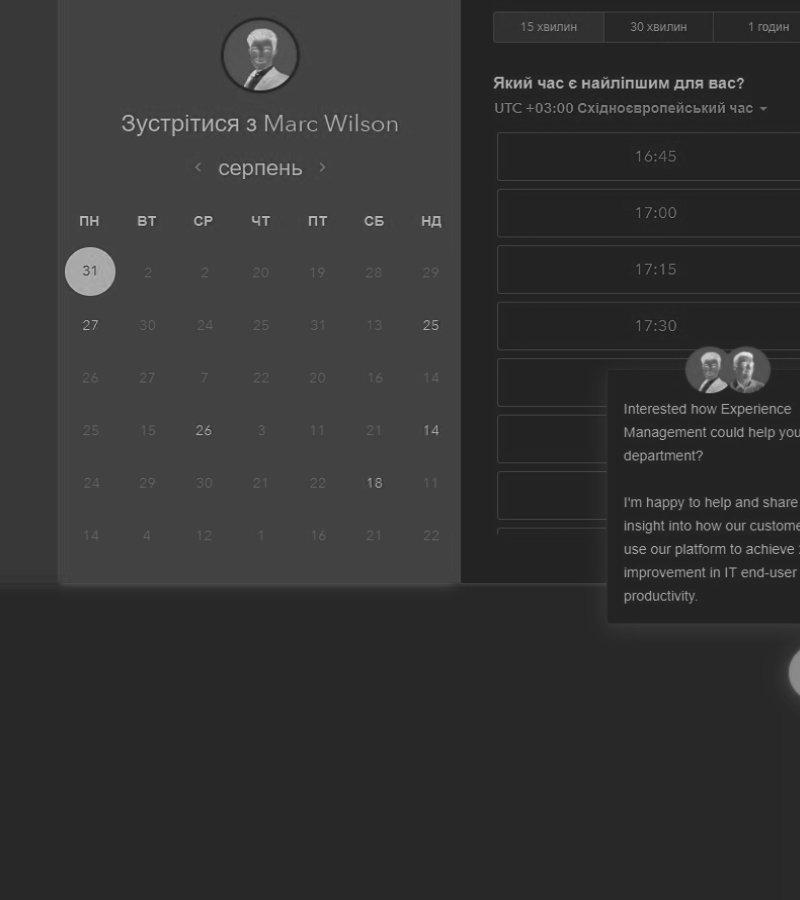 Зустрітися з Marc Wilson
серпень
ПН ВТ СР ЧТ ПТ СБ НД
31 2 2 20 19 28 29
27 30 24 25 31 13 25
26 27 7 22 20 16 14
25 15 26 3 11 21 14
24 29 30 21 22 18 11
14 4 12 1 16 21 22
15 хвилин 30 хвилин 1 годин
Який час є найліпшим для вас?
UTC +03:00 Східноєвропейський час
16:45
17:00
17:15
17:30
Interested how Experience
Management could help you
department?
I'm happy to help and share
insight into how our custome
use our platform to achieve
improvement in IT end-user
productivity.